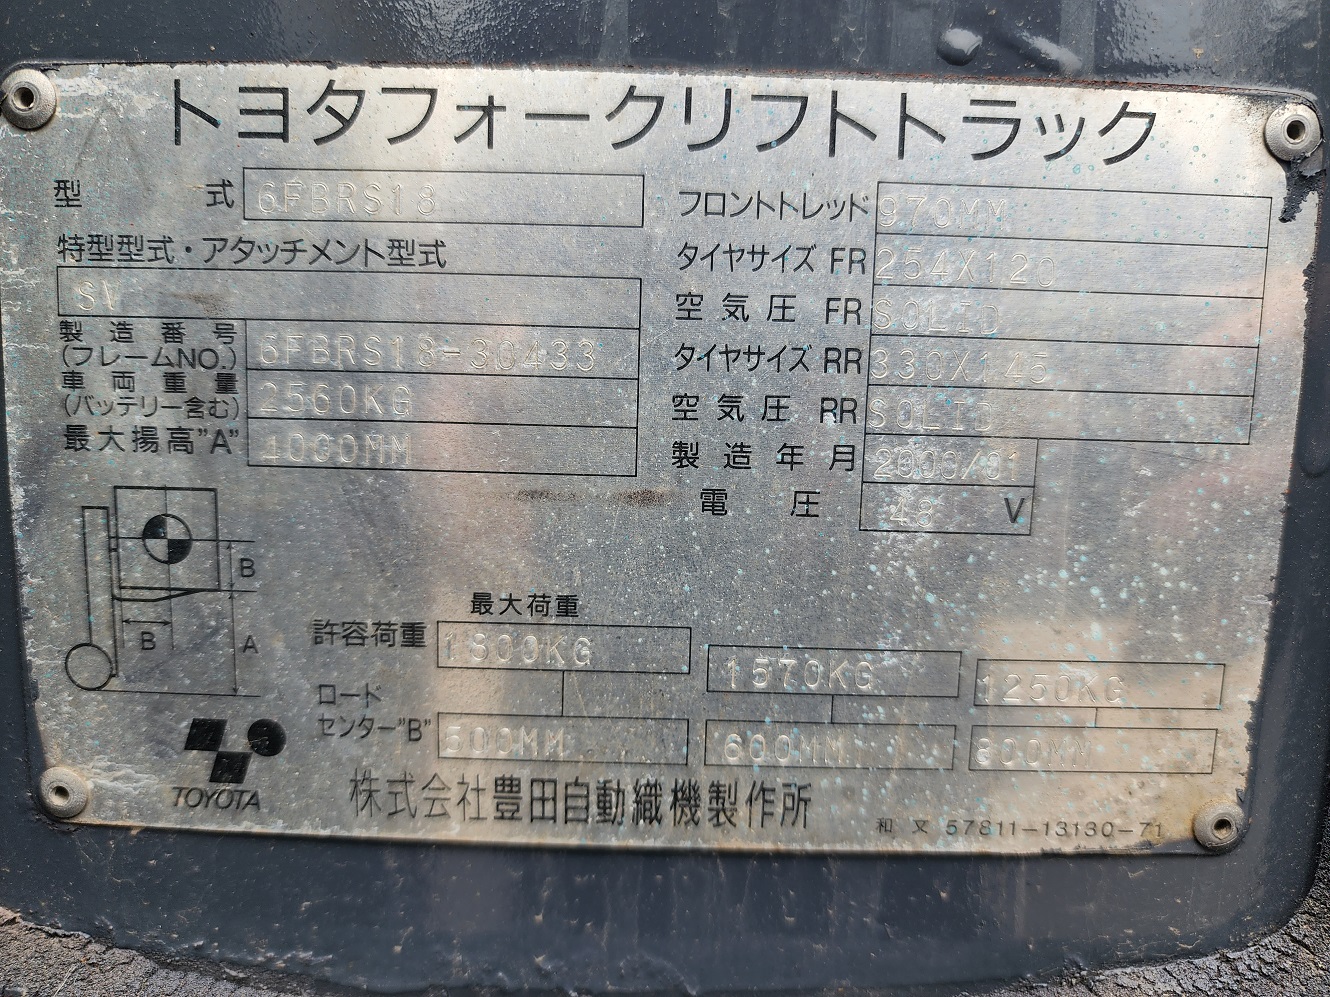 トヨタフォークリフトトラック
型式 6FBRS18
特型型式・アタッチメント型式
SV
製造番号
(フレームNO.) 6FBRS18-30433
車両重量
(バッテリー含む) 2560KG
最大揚高"A" 4000MM
フロントトレッド 970MM
タイヤサイズ FR 254X120
空気圧 FR SOLID
タイヤサイズ RR 330X145
空気圧 RR SOLID
製造年月 2000/01
電圧 48 V
B
B
A
最大荷重
許容荷重 1800KG 1570KG 1250KG
ロード
センター"B" 500MM 600MM 800MM
TOYOTA
株式会社豊田自動織機製作所
和文 57811-13130-71